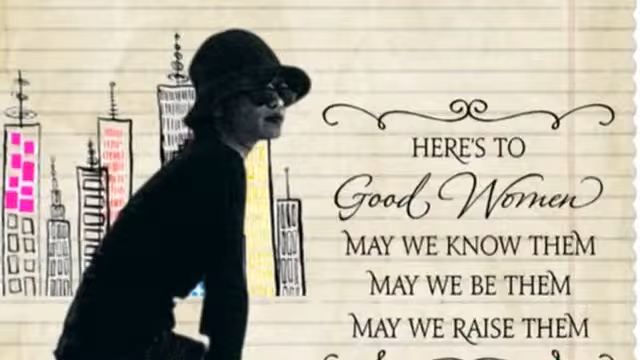 HERE'S TO
Good Women
MAY WE KNOW THEM
MAY WE BE THEM
MAY WE RAISE THEM